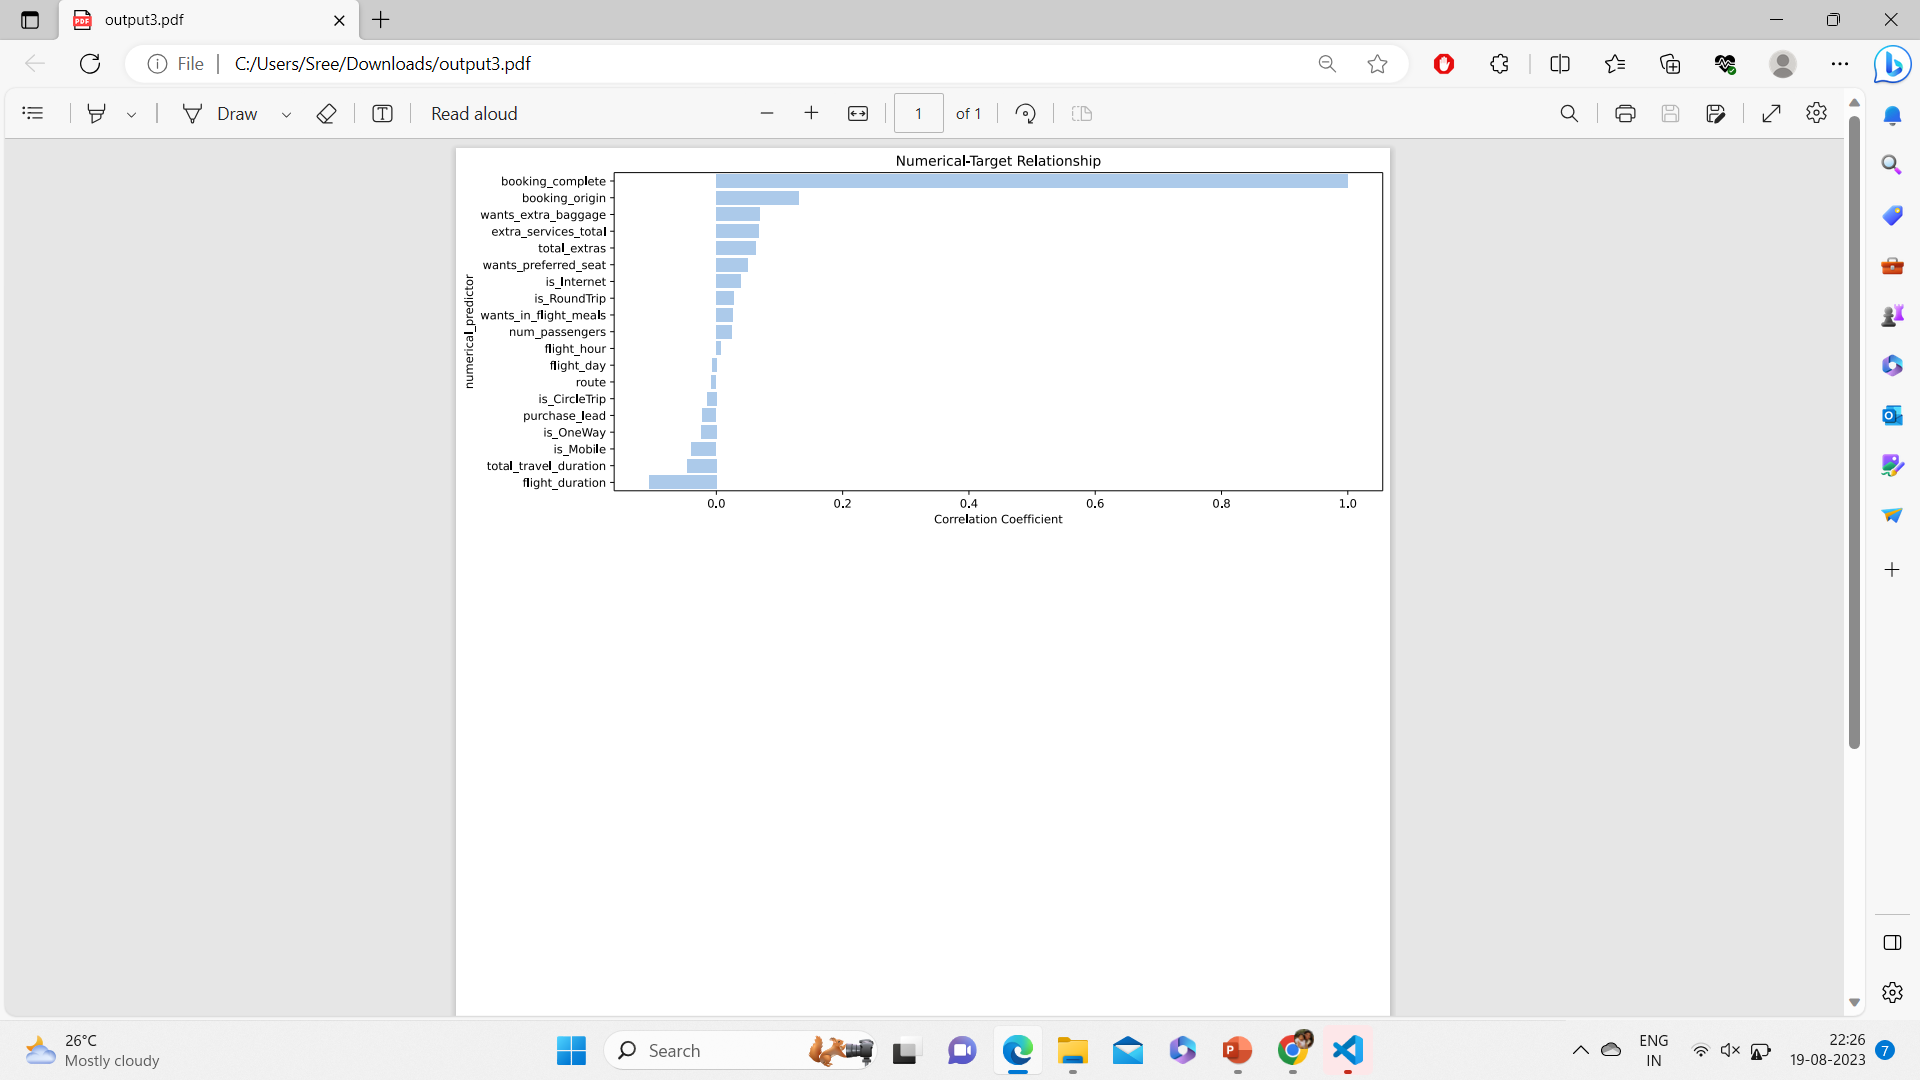 output3.pdf
File
C:/Users/Sree/Downloads/output3.pdf
Draw
Read aloud
1
of 1
Numerical-Target Relationship
booking_complete
booking_origin
wants_extra_baggage
extra_services_total
total_extras
wants_preferred_seat
is_Internet
is_RoundTrip
wants_in_flight_meals
num_passengers
flight_hour
flight_day
route
is_CircleTrip
purchase_lead
is_OneWay
is_Mobile
total_travel_duration
flight_duration
numerical_predictor
0.0 0.2 0.4 0.6 0.8 1.0
Correlation Coefficient
26°C
Mostly cloudy
Search
ENG
IN
22:26
19-08-2023
7